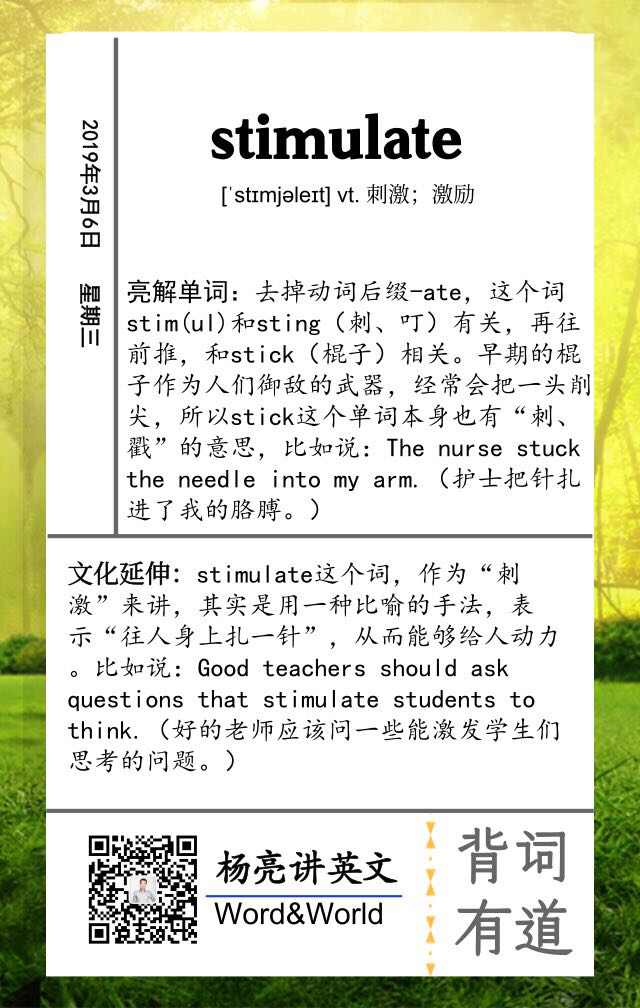 2019年3月6日 星期三
stimulate
[ˈstɪmjəleɪt] vt. 刺激；激励
亮解单词：去掉动词后缀-ate，这个词
stim(ul)和sting（刺、叮）有关，再往
前推，和stick（棍子）相关。早期的棍
子作为人们御敌的武器，经常会把一头削
尖，所以stick这个单词本身也有“刺、
戳”的意思，比如说：The nurse stuck
the needle into my arm.（护士把针扎
进了我的胳膊。）
文化延伸：stimulate这个词，作为“刺
激”来讲，其实是用一种比喻的手法，表
示“往人身上扎一针”，从而能够给人动力
。比如说：Good teachers should ask
questions that stimulate students to
think.（好的老师应该问一些能激发学生们
思考的问题。）
杨亮讲英文
Word&World
背词
有道